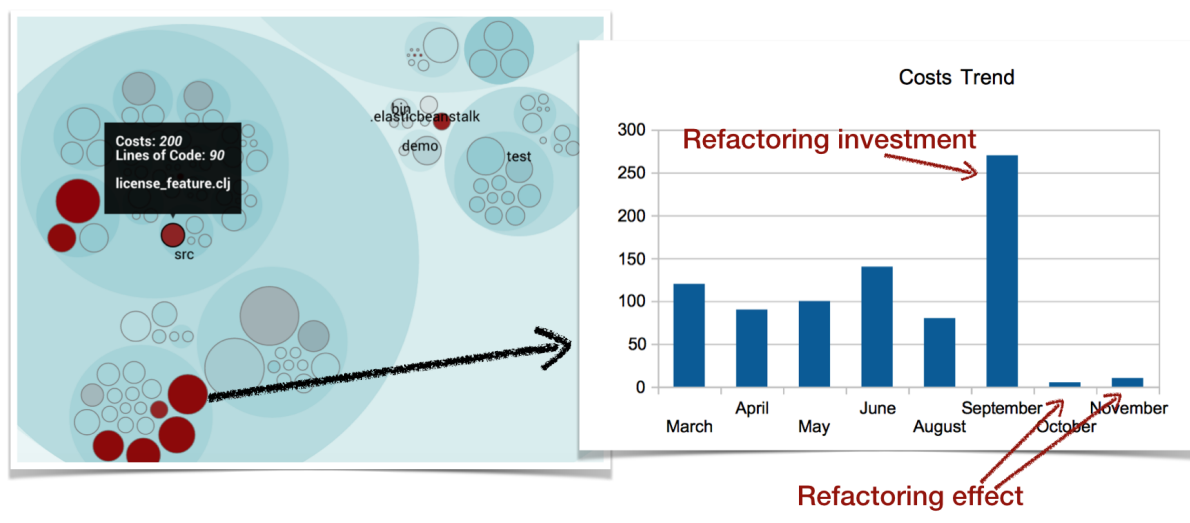 bin
.elasticbeanstalk
demo
test
Costs: 200
Lines of Code: 90
license_feature.clj
src
Costs Trend
Refactoring investment
300
250
200
150
100
50
0
March
April
May
June
August
September
October
November
Refactoring effect